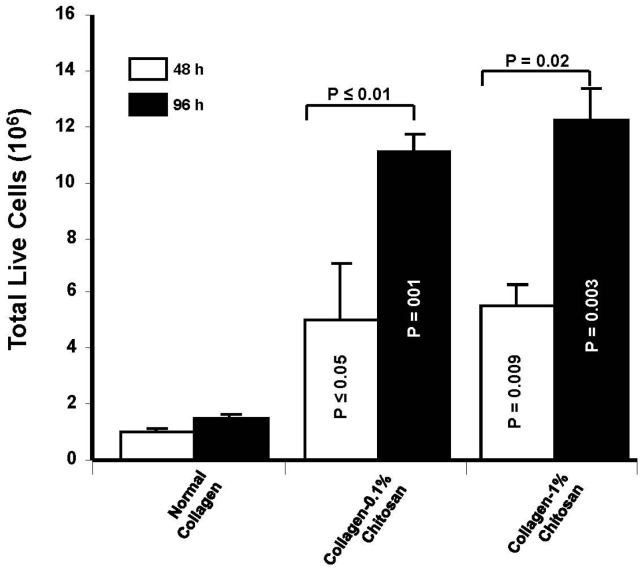 16
14
12
10
8
6
4
2
0
Total Live Cells (10⁶)
48 h
96 h
P ≤ 0.01
P = 0.02
P ≤ 0.05
P = 001
P = 0.009
P = 0.003
Normal
Collagen
Collagen-0.1%
Chitosan
Collagen-1%
Chitosan